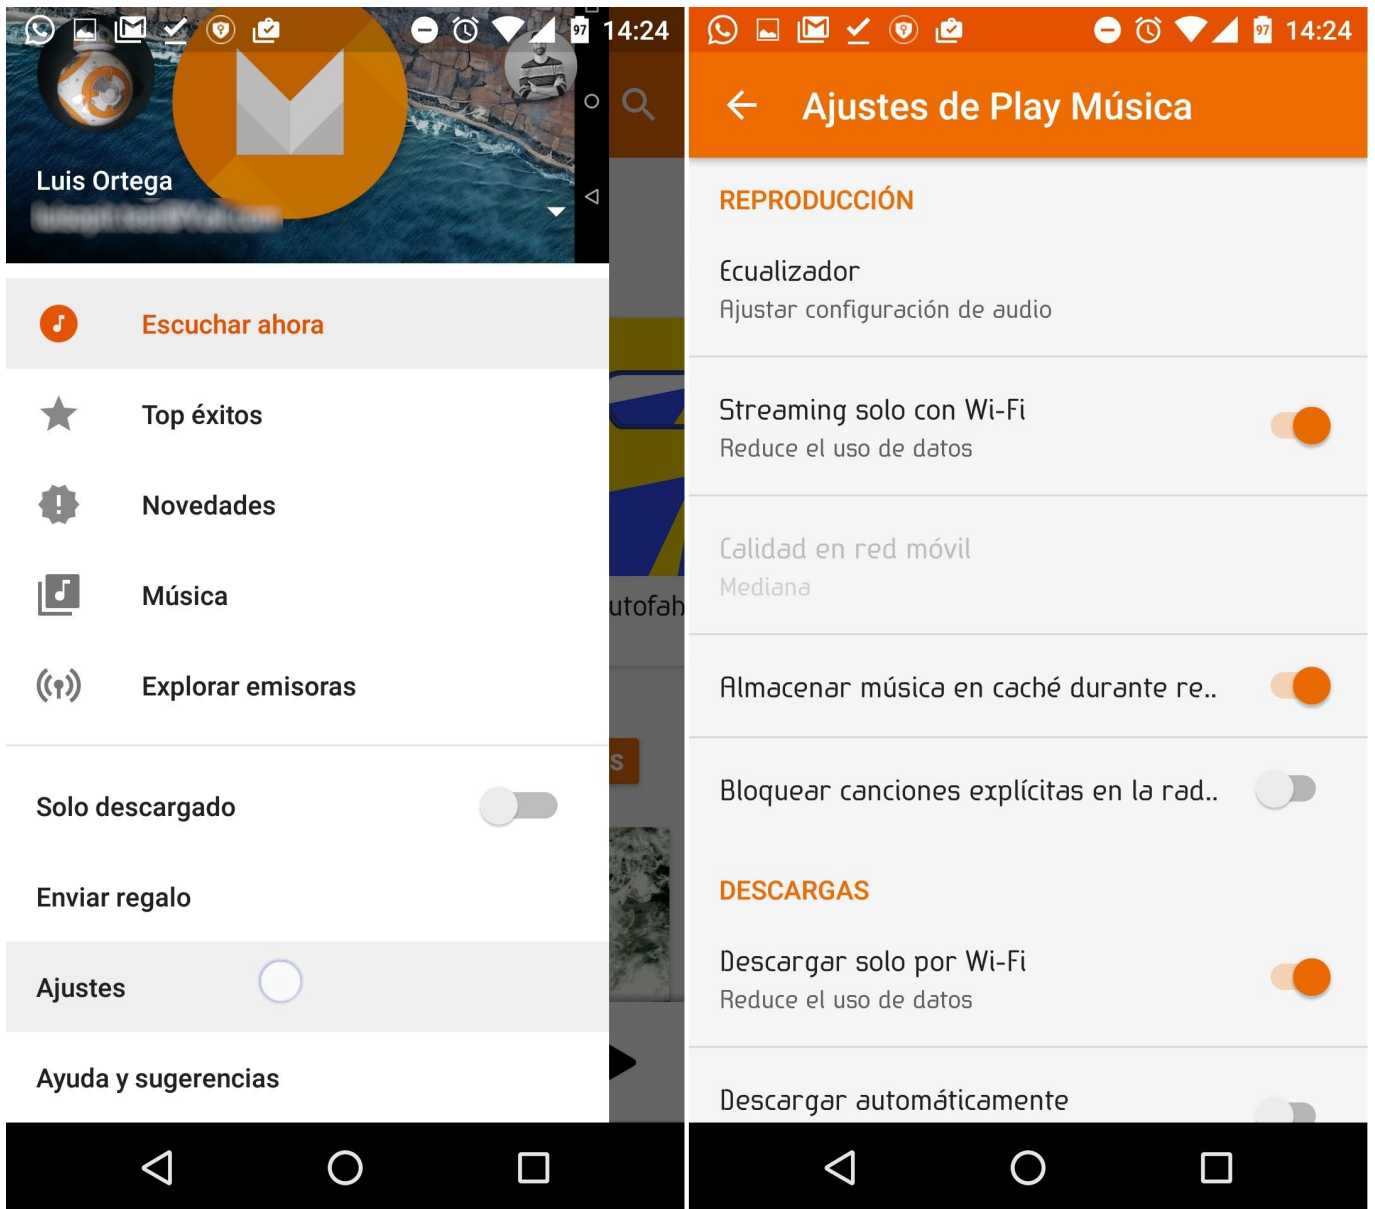 97 14:24
Luis Ortega
Escuchar ahora
Top éxitos
Novedades
Música
Explorar emisoras
Solo descargado
Enviar regalo
Ajustes
Ayuda y sugerencias
utofah
S
97 14:24
Ajustes de Play Música
REPRODUCCIÓN
Ecualizador
Ajustar configuración de audio
Streaming solo con Wi-Fi
Reduce el uso de datos
Calidad en red móvil
Mediana
Almacenar música en caché durante re..
Bloquear canciones explícitas en la rad..
DESCARGAS
Descargar solo por Wi-Fi
Reduce el uso de datos
Descargar automáticamente